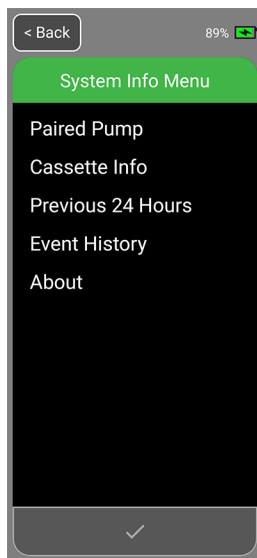 < Back
89%
System Info Menu
Paired Pump
Cassette Info
Previous 24 Hours
Event History
About